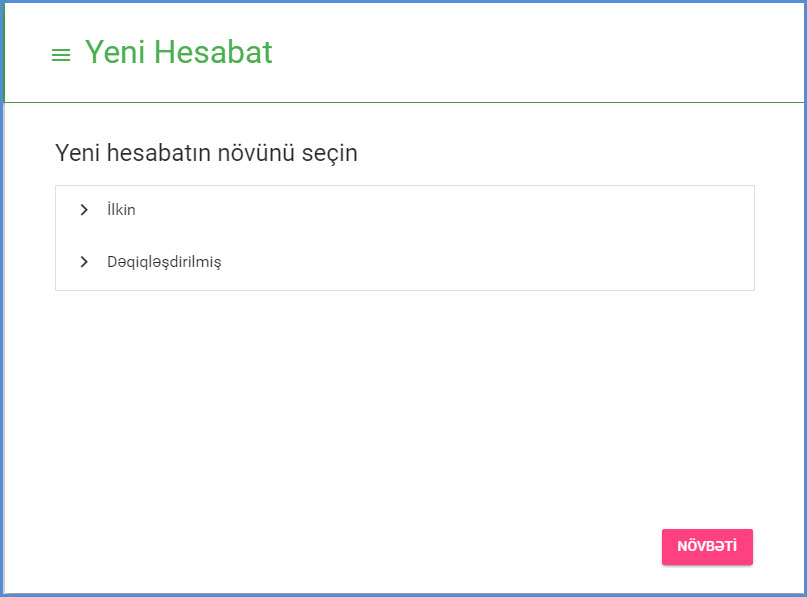 Yeni Hesabat
Yeni hesabatın növünü seçin
İlkin
Dəqiqləşdirilmiş
NÖVBƏTİ